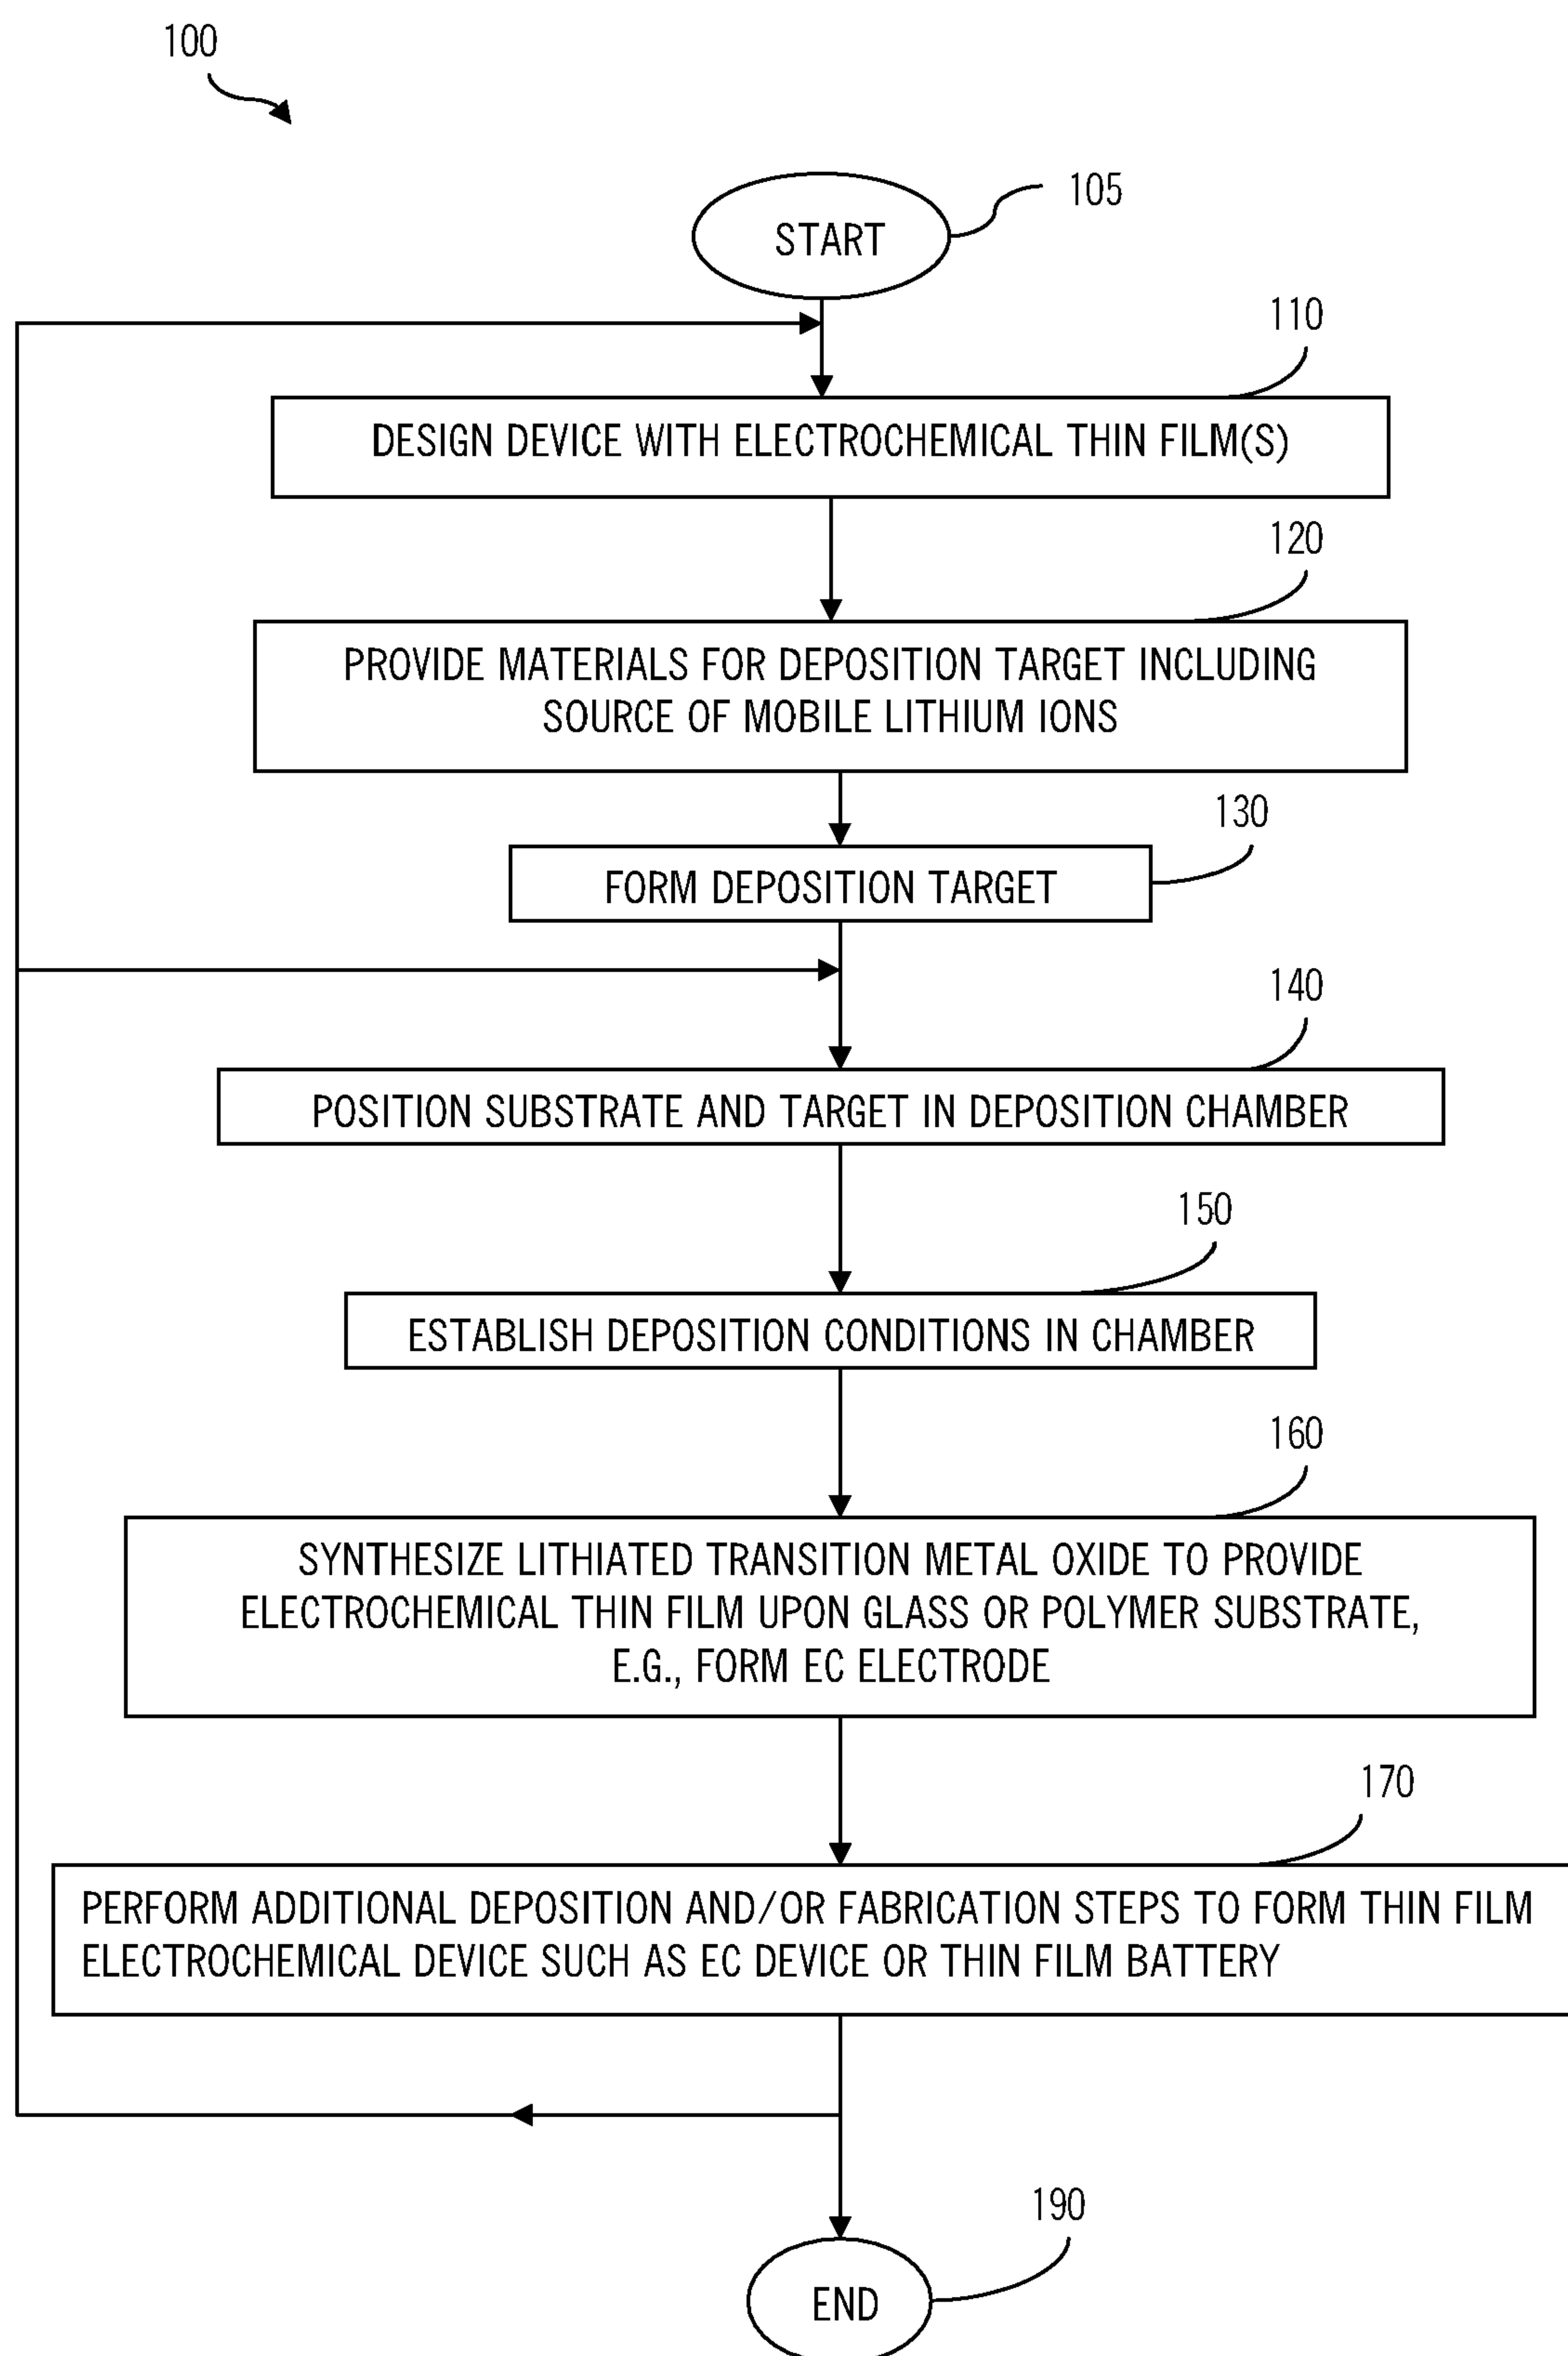 100
105
START
110
DESIGN DEVICE WITH ELECTROCHEMICAL THIN FILM(S)
120
PROVIDE MATERIALS FOR DEPOSITION TARGET INCLUDING
SOURCE OF MOBILE LITHIUM IONS
130
FORM DEPOSITION TARGET
140
POSITION SUBSTRATE AND TARGET IN DEPOSITION CHAMBER
150
ESTABLISH DEPOSITION CONDITIONS IN CHAMBER
160
SYNTHESIZE LITHIATED TRANSITION METAL OXIDE TO PROVIDE
ELECTROCHEMICAL THIN FILM UPON GLASS OR POLYMER SUBSTRATE,
E.G., FORM EC ELECTRODE
170
PERFORM ADDITIONAL DEPOSITION AND/OR FABRICATION STEPS TO FORM THIN FILM
ELECTROCHEMICAL DEVICE SUCH AS EC DEVICE OR THIN FILM BATTERY
190
END